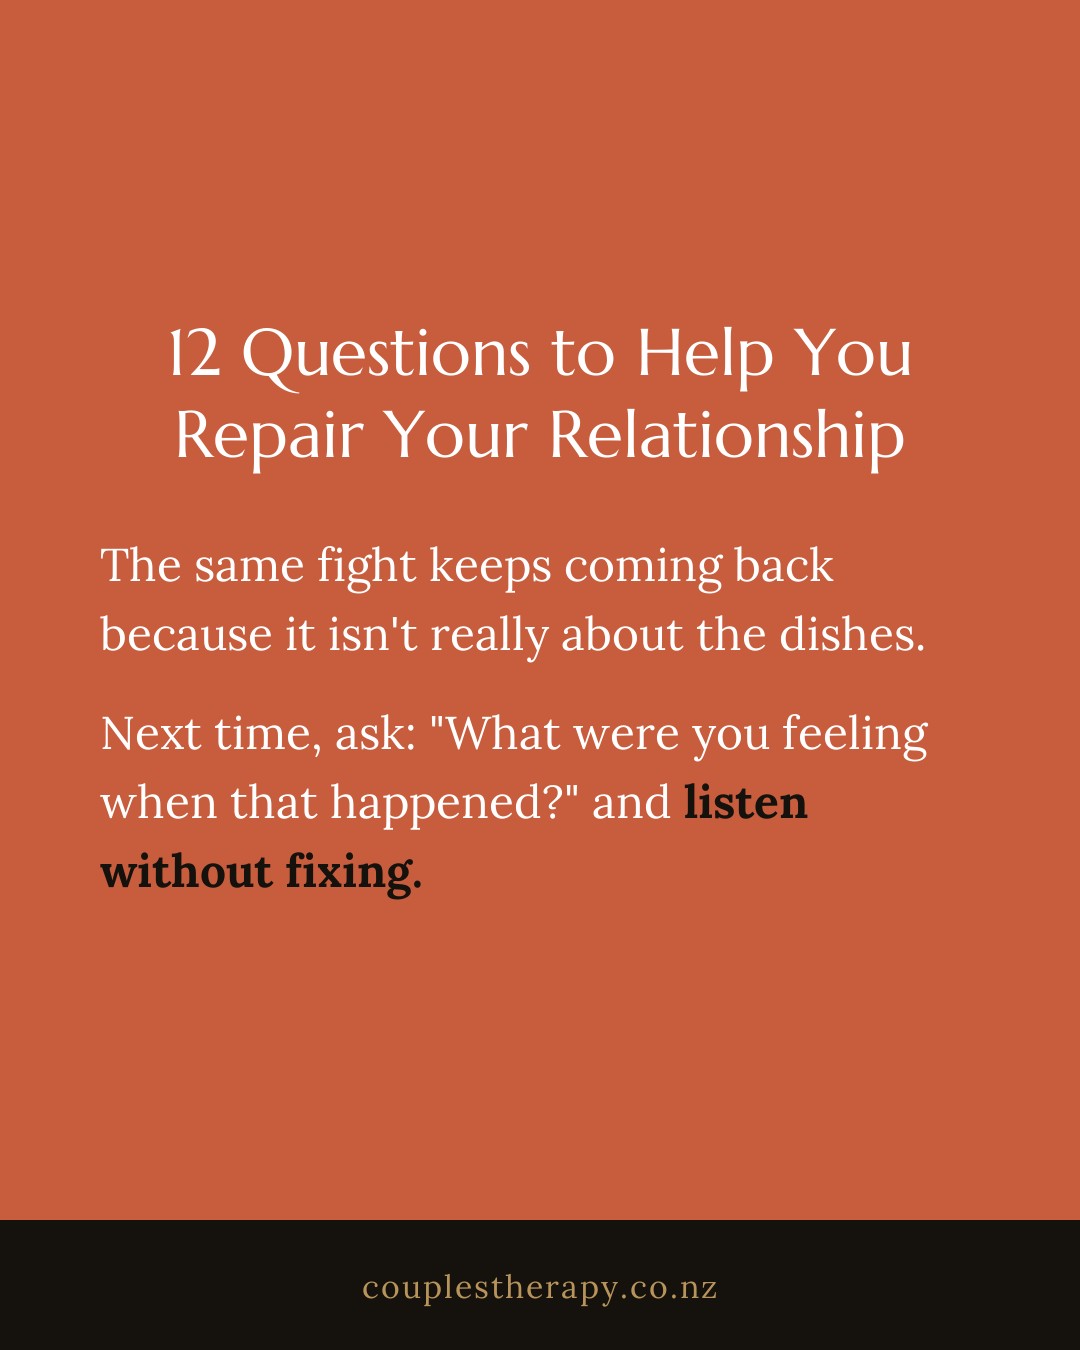 12 Questions to Help You
Repair Your Relationship
The same fight keeps coming back
because it isn't really about the dishes.
Next time, ask: "What were you feeling
when that happened?" and listen
without fixing.
couplestherapy.co.nz